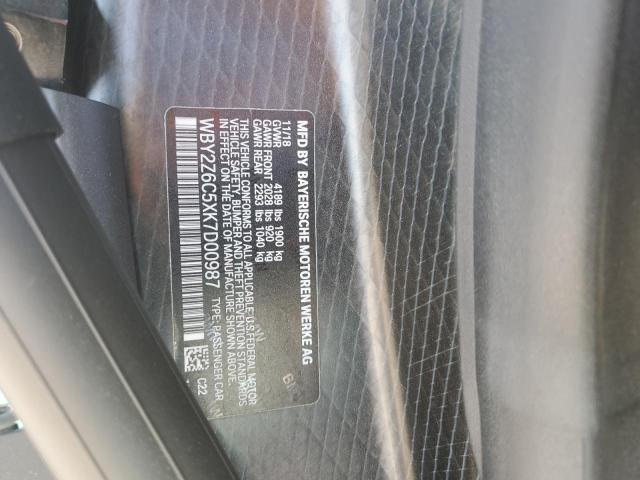 MFD BY BAYERISCHE MOTOREN WERKE AG
11/18
GVWR 4189 lbs 1900 kg
GAWR FRONT 2028 lbs 920 kg
GAWR REAR 2293 lbs 1040 kg
THIS VEHICLE CONFORMS TO ALL APPLICABLE U.S. FEDERAL MOTOR
VEHICLE SAFETY, BUMPER AND THEFT PREVENTION STANDARDS
IN EFFECT ON THE DATE OF MANUFACTURE SHOWN ABOVE.
WBY2Z6C5XK7D00987 TYPE: PASSENGER CAR
C22